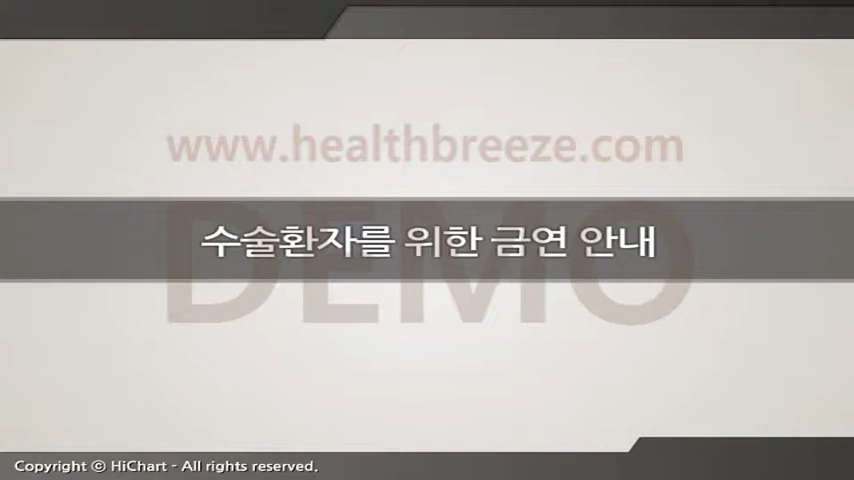 www.healthbreeze.com
DEMO
수술환자를 위한 금연 안내
Copyright ⓒ HiChart - All rights reserved.